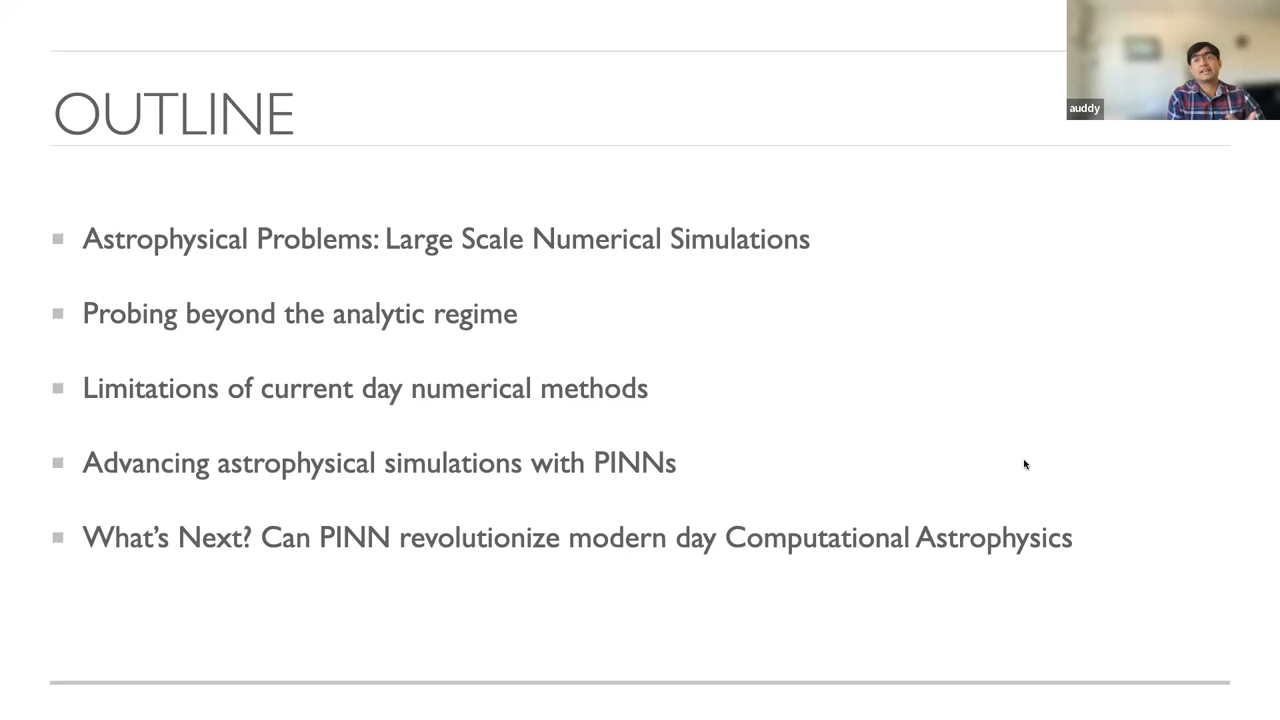 auddy
OUTLINE
Astrophysical Problems: Large Scale Numerical Simulations
Probing beyond the analytic regime
Limitations of current day numerical methods
Advancing astrophysical simulations with PINNs
What’s Next? Can PINN revolutionize modern day Computational Astrophysics